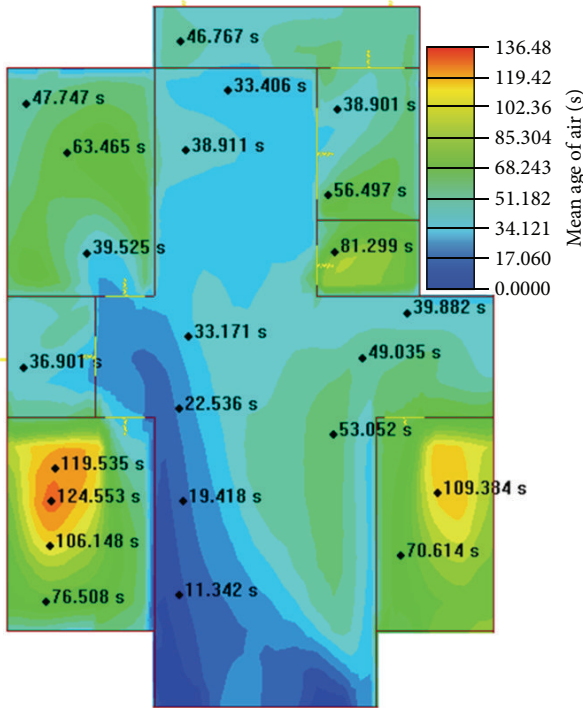 46.767 s
136.48
119.42
102.36
85.304
68.243
51.182
34.121
17.060
0.0000
Mean age of air (s)
47.747 s
33.406 s
38.901 s
63.465 s
38.911 s
56.497 s
39.525 s
81.299 s
39.882 s
33.171 s
36.901 s
49.035 s
22.536 s
53.052 s
119.535 s
124.553 s
19.418 s
109.384 s
106.148 s
70.614 s
76.508 s
11.342 s